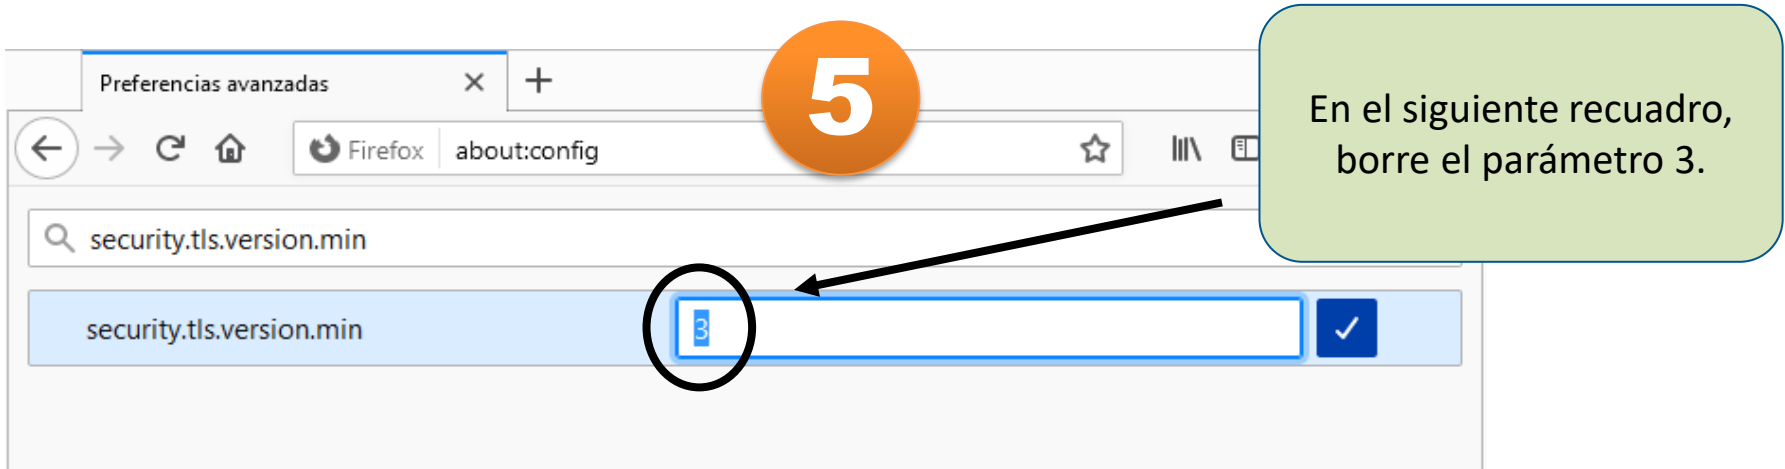 5
En el siguiente recuadro,
borre el parámetro 3.
Preferencias avanzadas
Firefox about:config
security.tls.version.min
security.tls.version.min 3